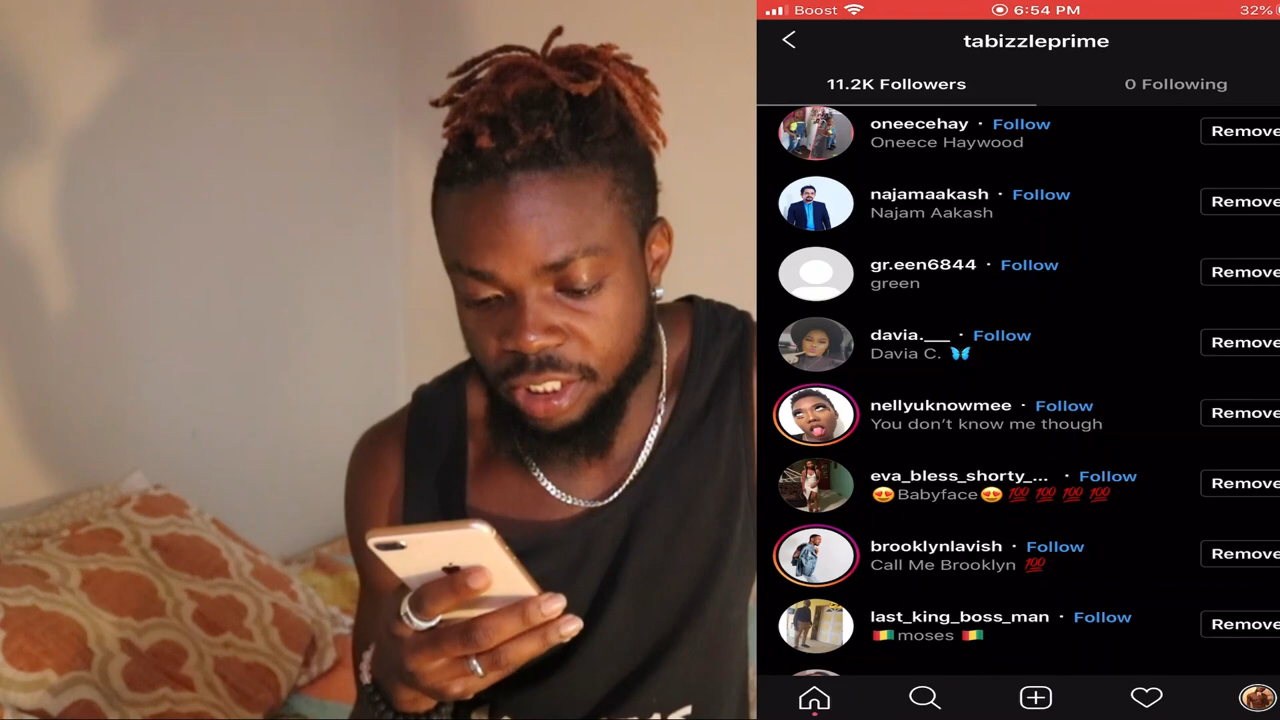 Boost 6:54 PM 32%
tabizzleprime
11.2K Followers 0 Following
oneecehay · Follow
Oneece Haywood
Remove
najamaakash · Follow
Najam Aakash
Remove
gr.een6844 · Follow
green
Remove
davia.___ · Follow
Davia C. 🦋
Remove
nellyuknowmee · Follow
You don’t know me though
Remove
eva_bless_shorty_... · Follow
😍Babyface😍💯💯💯💯
Remove
brooklynlavish · Follow
Call Me Brooklyn 💯
Remove
last_king_boss_man · Follow
🇬🇳moses 🇬🇳
Remove